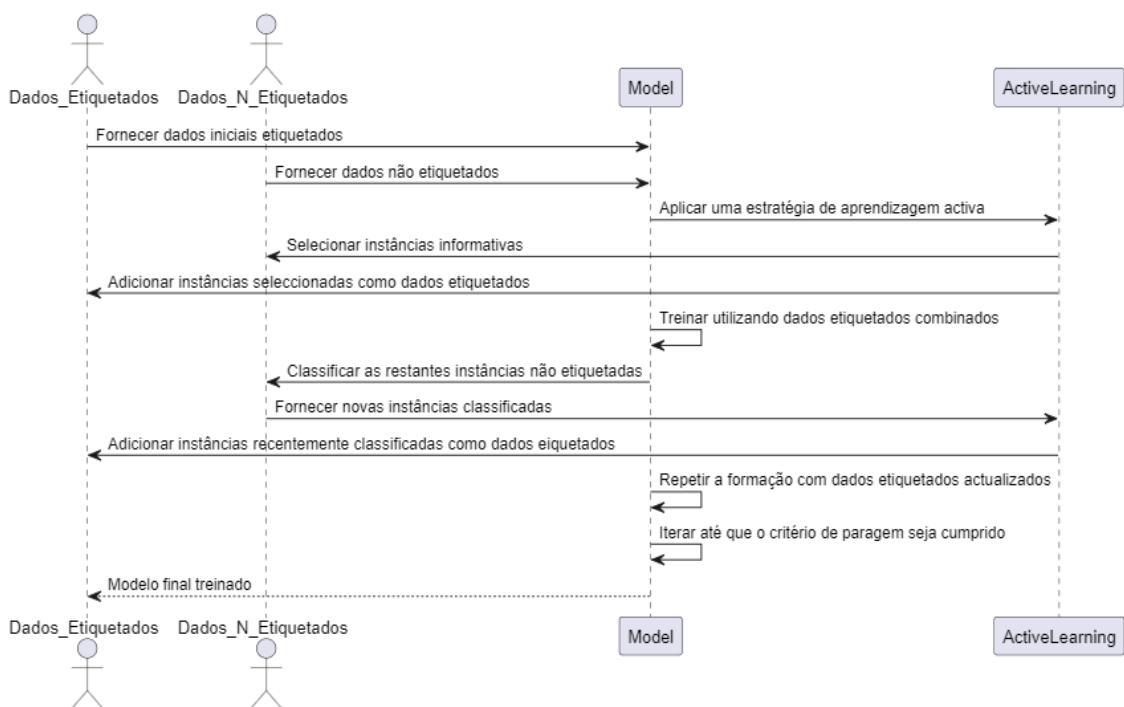 Dados_Etiquetados Dados_N_Etiquetados Model ActiveLearning
Fornecer dados iniciais etiquetados
Fornecer dados não etiquetados
Aplicar uma estratégia de aprendizagem activa
Selecionar instâncias informativas
Adicionar instâncias seleccionadas como dados etiquetados
Treinar utilizando dados etiquetados combinados
Classificar as restantes instâncias não etiquetadas
Fornecer novas instâncias classificadas
Adicionar instâncias recentemente classificadas como dados eiquetados
Repetir a formação com dados etiquetados actualizados
Iterar até que o critério de paragem seja cumprido
Modelo final treinado
Dados_Etiquetados Dados_N_Etiquetados Model ActiveLearning